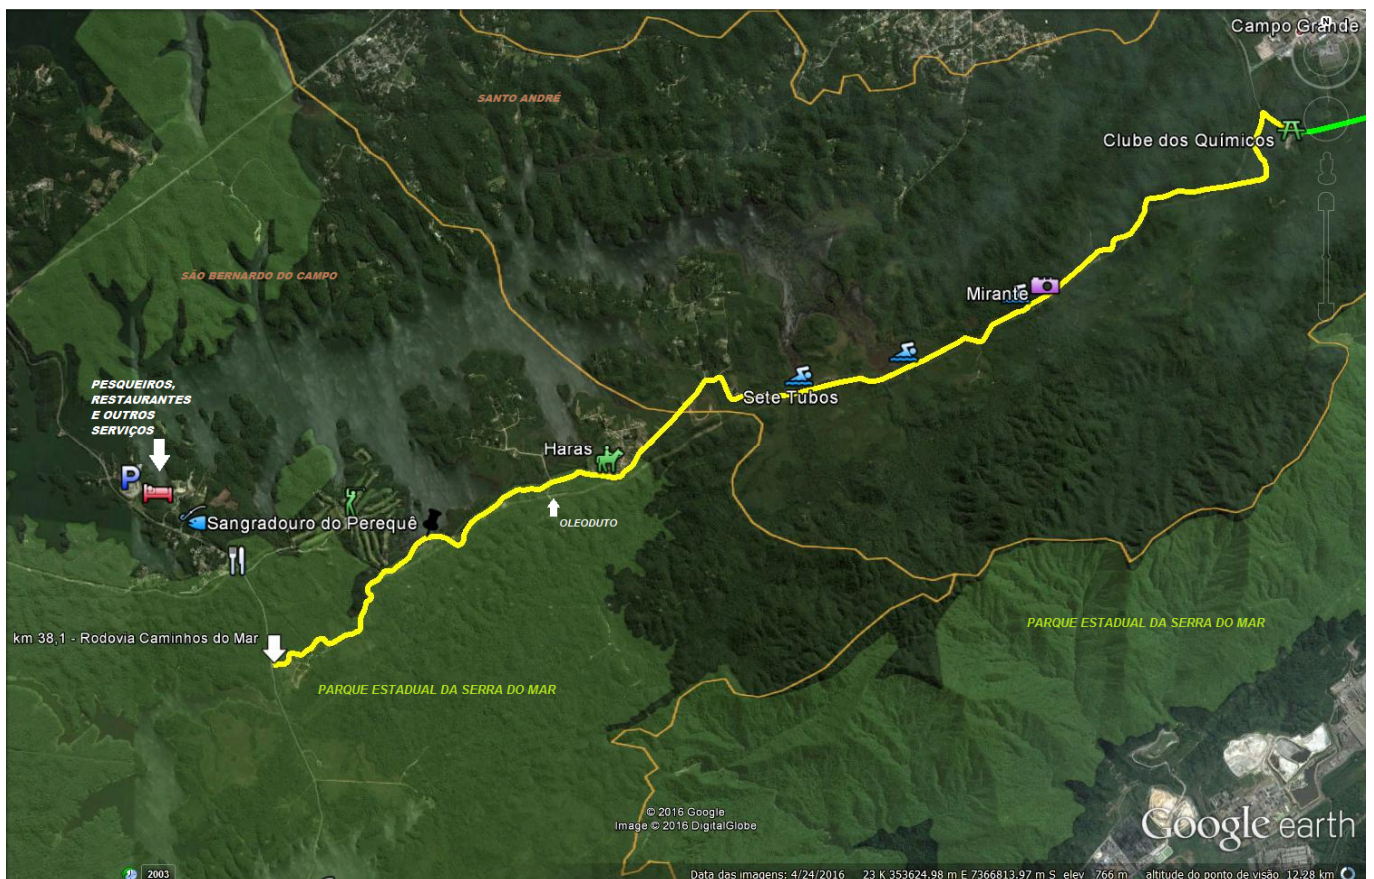 Campo Grande
N
SANTO ANDRÉ
Clube dos Químicos
SÃO BERNARDO DO CAMPO
Mirante
PESQUEIROS,
RESTAURANTES
E OUTROS
SERVIÇOS
Sete Tubos
Haras
P
Sangradouro do Perequê
OLEODUTO
km 38,1 - Rodovia Caminhos do Mar
PARQUE ESTADUAL DA SERRA DO MAR
PARQUE ESTADUAL DA SERRA DO MAR
© 2016 Google
Image © 2016 DigitalGlobe
Google earth
2003
Data das imagens: 4/24/2016 23 K 353624.98 m E 7366813.97 m S elev 766 m altitude do ponto de visão 12.28 km